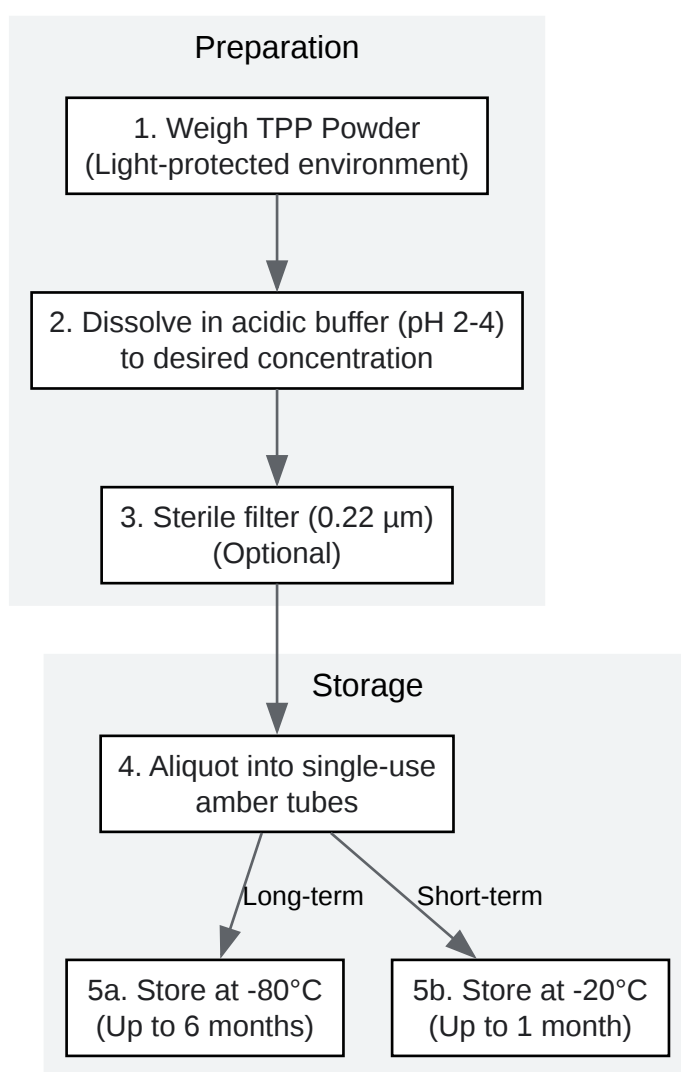 Preparation
1. Weigh TPP Powder
(Light-protected environment)
2. Dissolve in acidic buffer (pH 2-4)
to desired concentration
3. Sterile filter (0.22 µm)
(Optional)
Storage
4. Aliquot into single-use
amber tubes
Long-term
Short-term
5a. Store at -80°C
(Up to 6 months)
5b. Store at -20°C
(Up to 1 month)